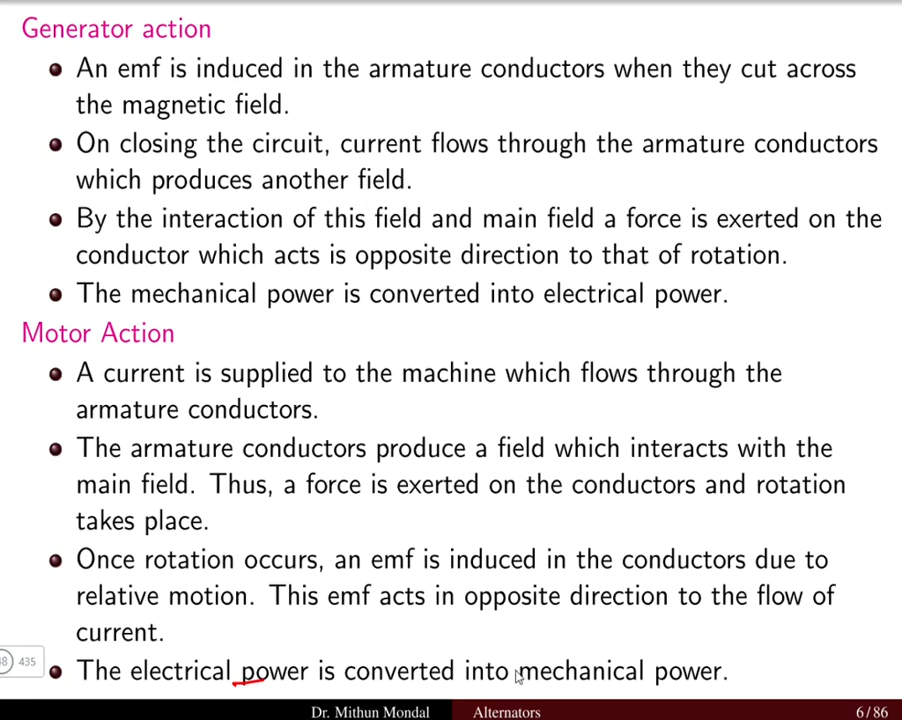 Generator action
An emf is induced in the armature conductors when they cut across
the magnetic field.
On closing the circuit, current flows through the armature conductors
which produces another field.
By the interaction of this field and main field a force is exerted on the
conductor which acts is opposite direction to that of rotation.
The mechanical power is converted into electrical power.
Motor Action
A current is supplied to the machine which flows through the
armature conductors.
The armature conductors produce a field which interacts with the
main field. Thus, a force is exerted on the conductors and rotation
takes place.
Once rotation occurs, an emf is induced in the conductors due to
relative motion. This emf acts in opposite direction to the flow of
current.
435
The electrical power is converted into mechanical power.
Dr. Mithun Mondal Alternators 6/86